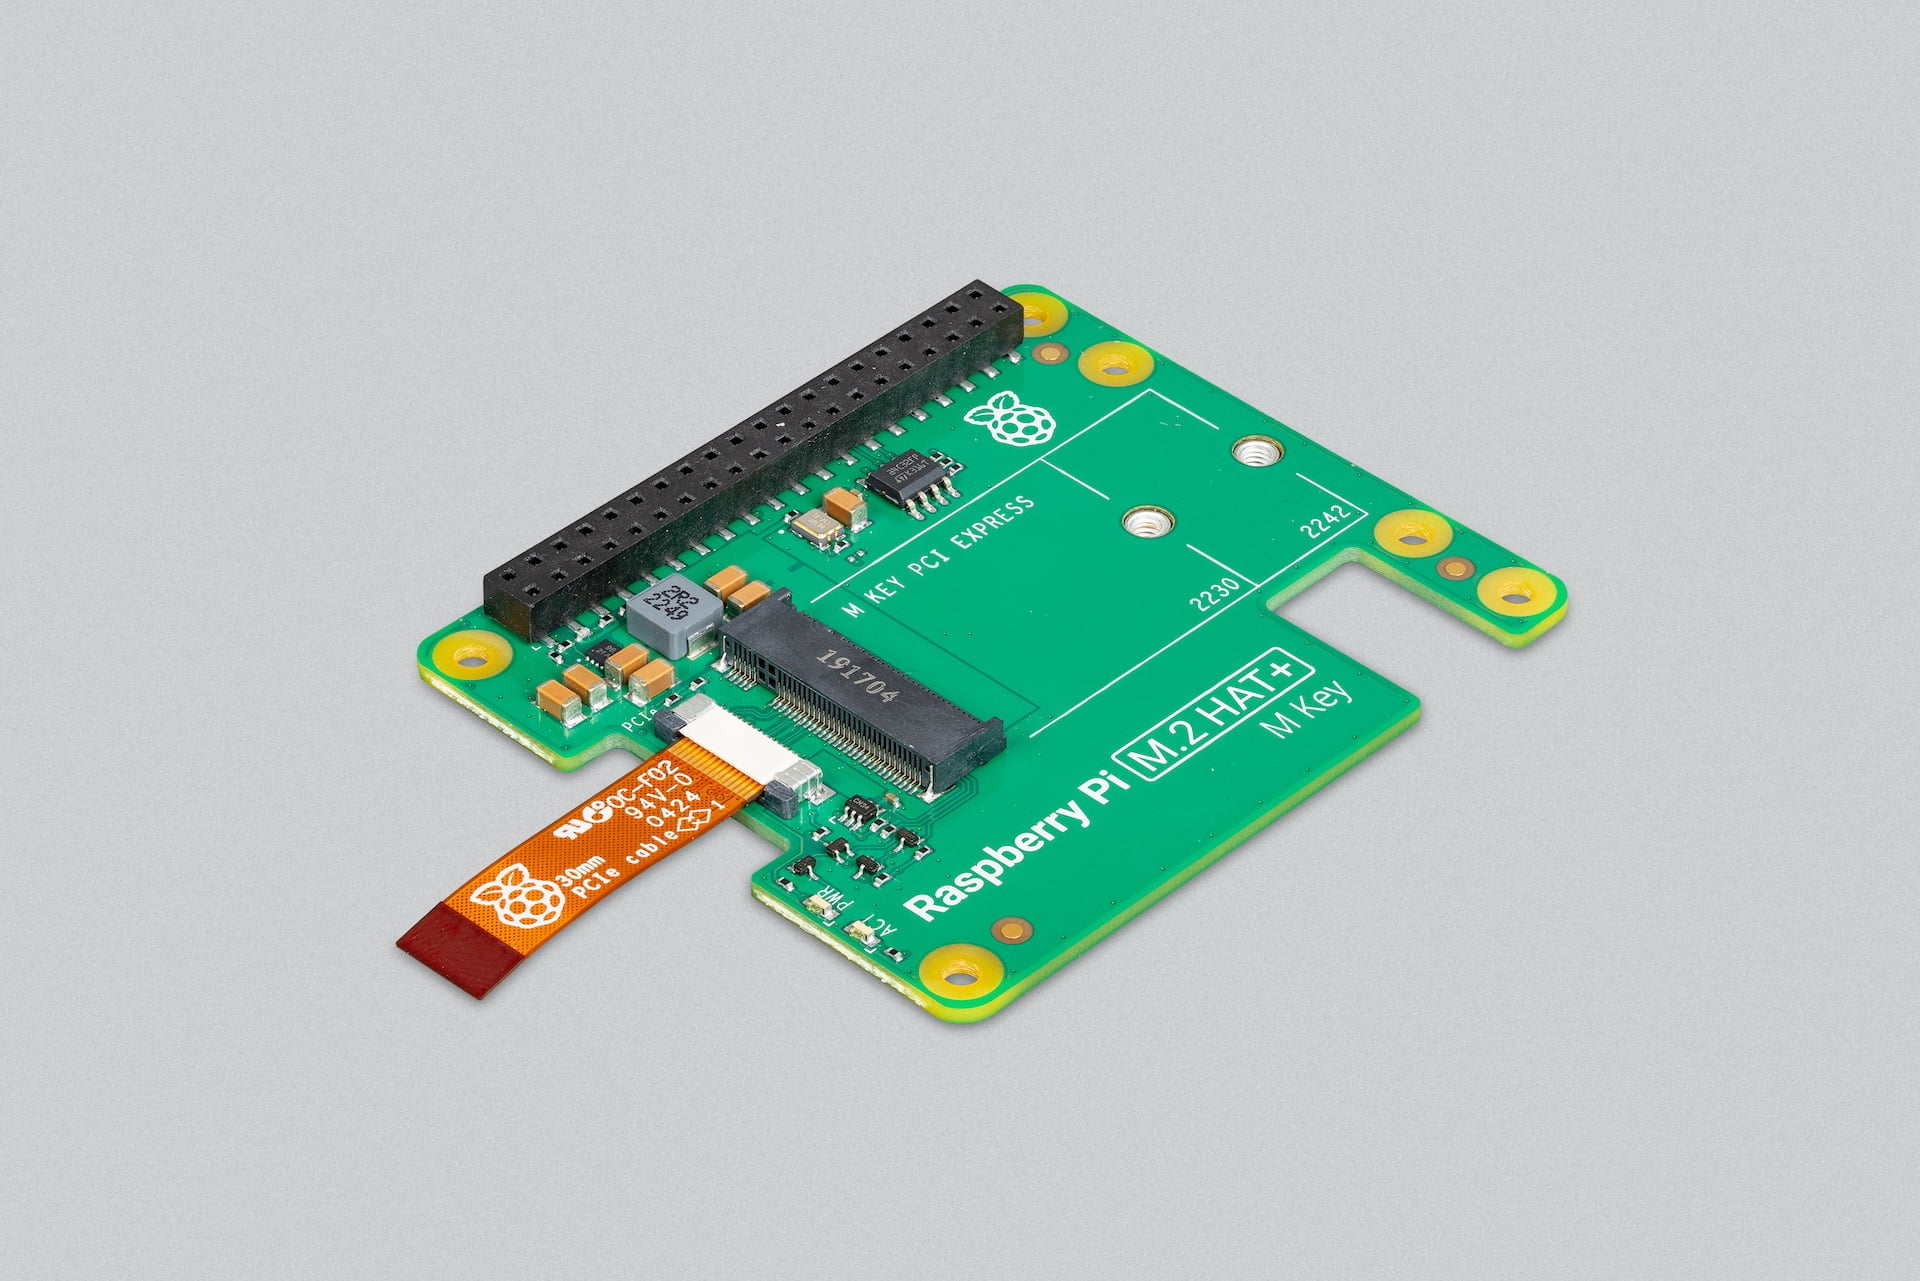 M KEY PCI EXPRESS
2242
2230
2R2
2249
191704
PCIe
Raspberry Pi M.2 HAT+
M Key
OC-F02
94V-0
0424
1
30mm
PCIe cable
PWR
ACT